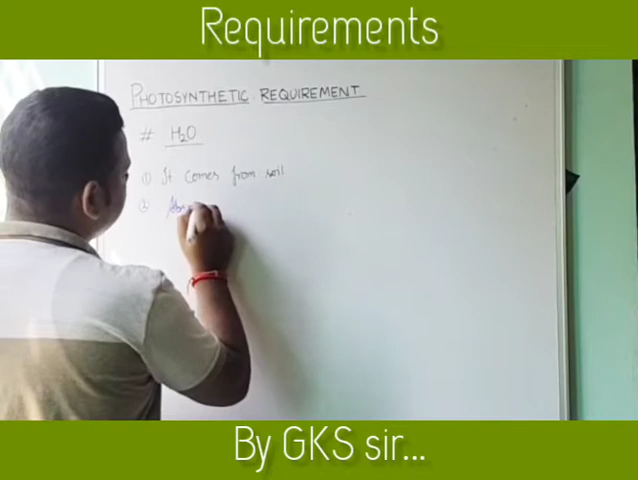 Requirements
PHOTOSYNTHETIC REQUIREMENT
# H₂O
① It comes from soil
②
By GKS sir...